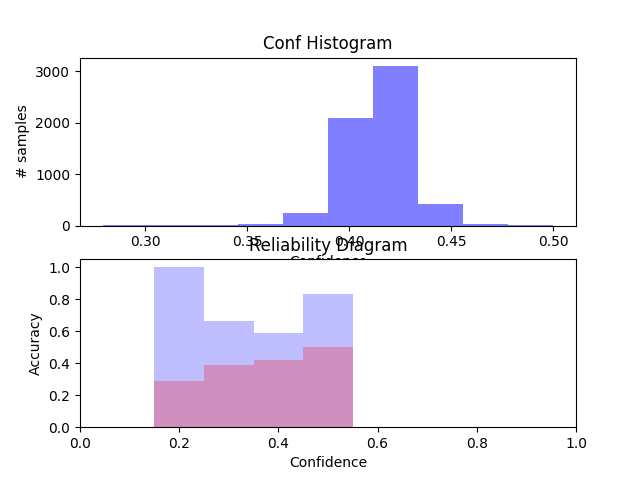 Conf Histogram
# samples
3000
2000
1000
0
0.30 0.35 0.40 0.45 0.50
Confidence
Reliability Diagram
Accuracy
1.0
0.8
0.6
0.4
0.2
0.0
0.0 0.2 0.4 0.6 0.8 1.0
Confidence